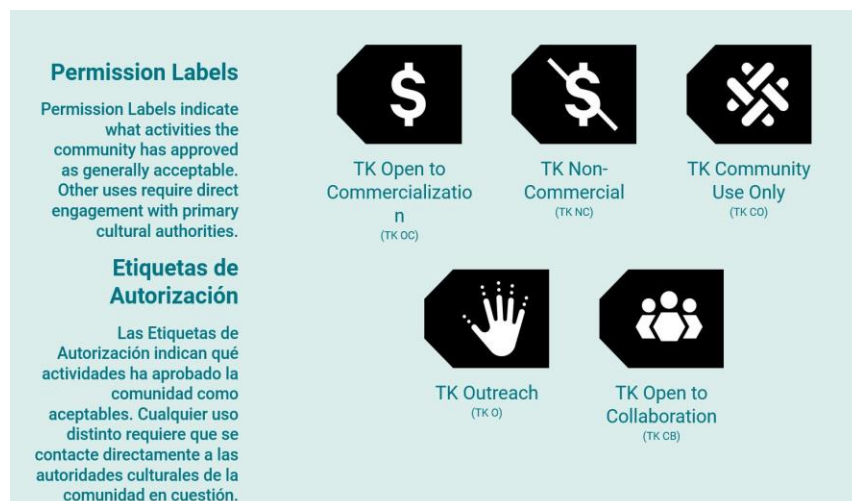 Permission Labels
Permission Labels indicate
what activities the
community has approved
as generally acceptable.
Other uses require direct
engagement with primary
cultural authorities.
Etiquetas de
Autorización
Las Etiquetas de
Autorización indican qué
actividades ha aprobado la
comunidad como
aceptables. Cualquier uso
distinto requiere que se
contacte directamente a las
autoridades culturales de la
comunidad en cuestión.
TK Open to
Commercializatio
n
(TK OC)
TK Non-
Commercial
(TK NC)
TK Community
Use Only
(TK CO)
TK Outreach
(TK O)
TK Open to
Collaboration
(TK CB)